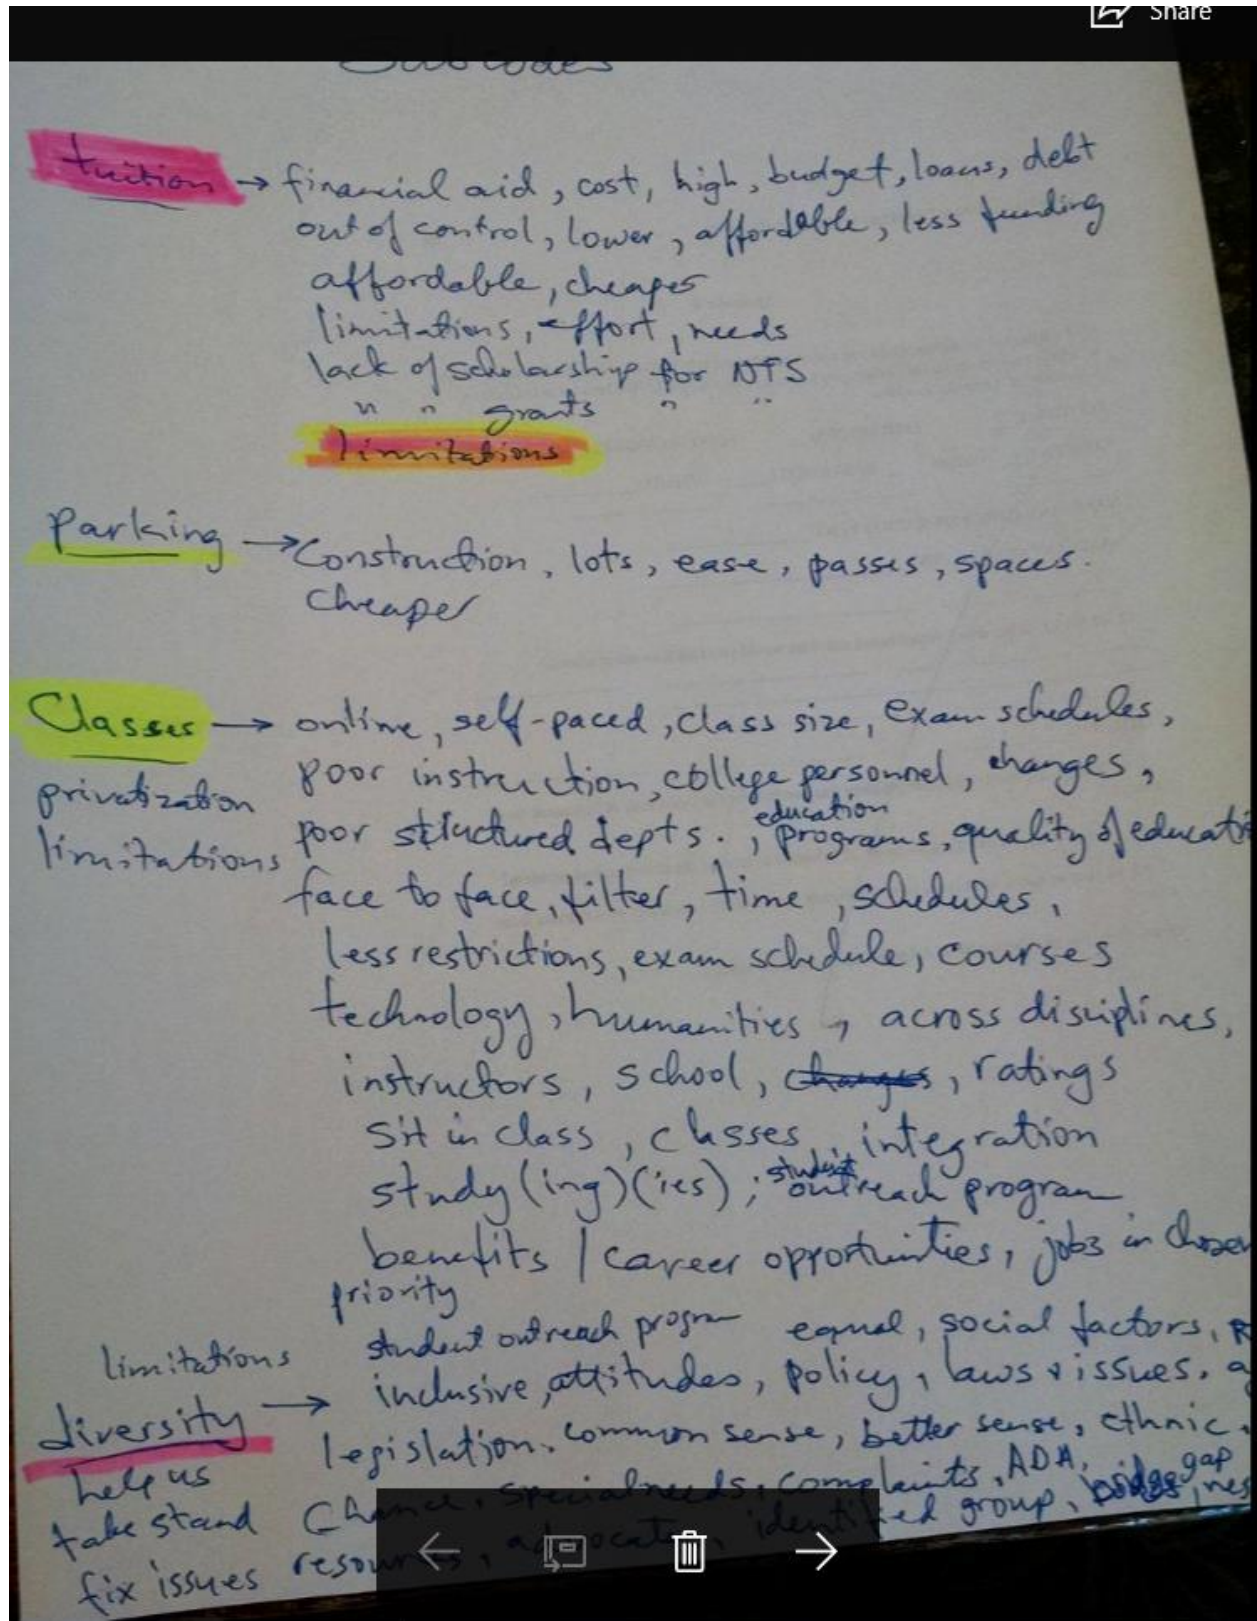 Share
Subcodes
tuition → financial aid, cost, high, budget, loans, debt
out of control, lower, affordable, less funding
affordable, cheaper
limitations, effort, needs
lack of scholarship for NTS
" " grants " "
limitations
Parking → Construction, lots, ease, passes, spaces.
Cheaper
Classes → online, self-paced, class size, exam schedules,
privatization
limitations
poor instruction, college personnel, changes,
education
poor structured depts., programs, quality of educati
face to face, filter, time, schedules,
less restrictions, exam schedule, courses
technology, humanities, across disciplines,
instructors, school, changes, ratings
sit in class, classes, integration
student
study(ing)(ies); outreach program
benefits / career opportunities, jobs in chosen
priority
student outreach program equal, social factors,
limitations
diversity → inclusive, attitudes, policy, laws + issues,
legislation. common sense, better sense, ethnic,
help us
take stand
fix issues
Chance, special needs, complaints, ADA, gap
resources, advocate, identified group,